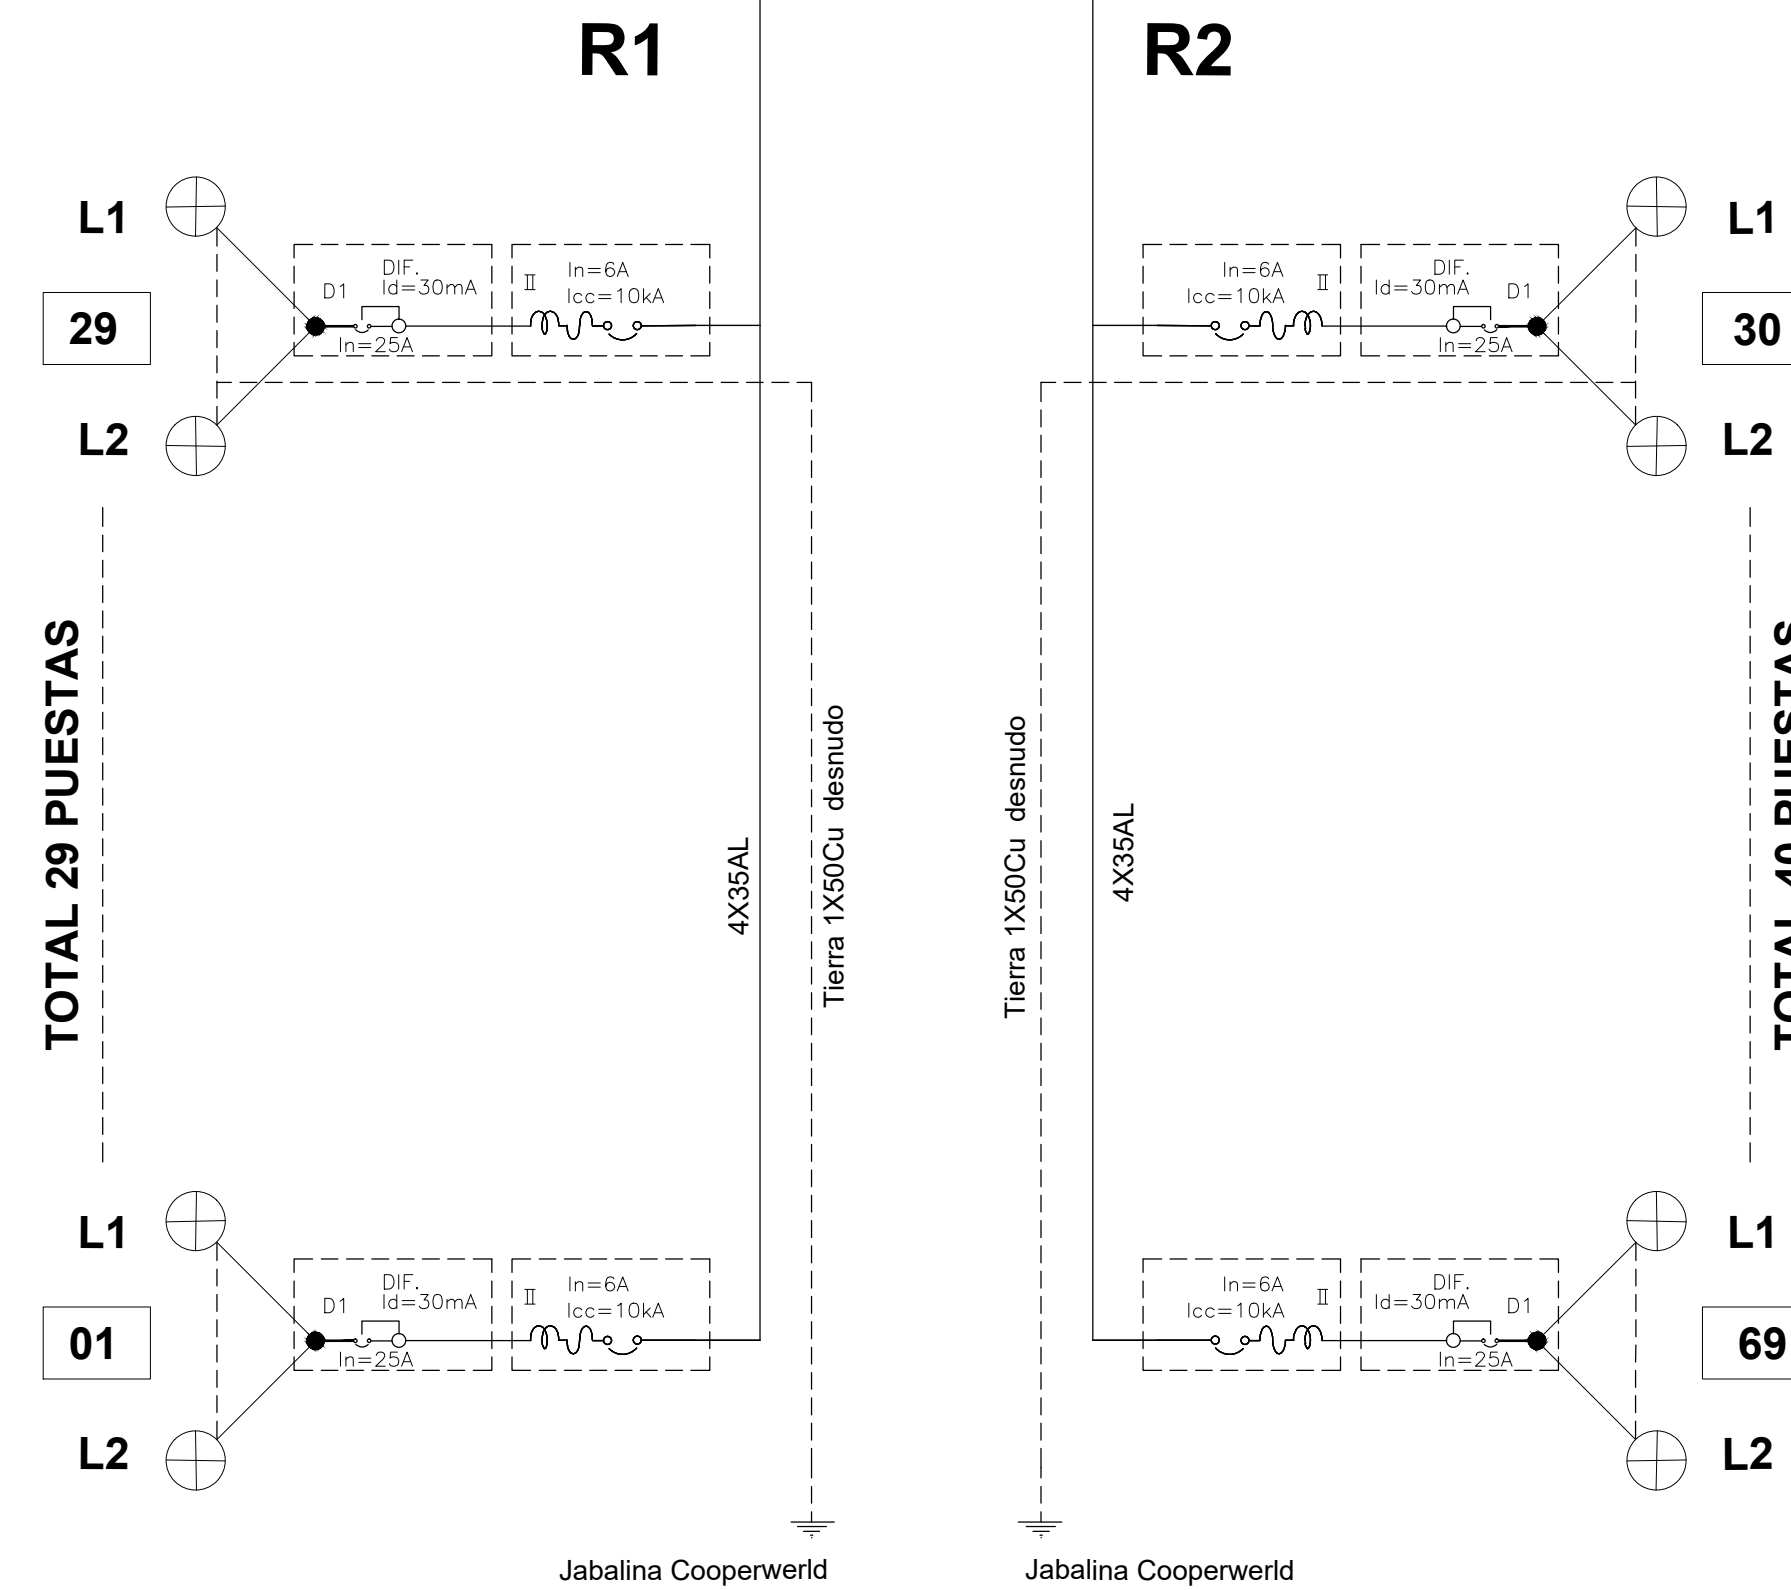 R1
R2
L1
DIF.
Id=30mA
D1
In=25A
II
In=6A
Icc=10kA
29
L2
In=6A
Icc=10kA
II
DIF.
Id=30mA
D1
In=25A
L1
30
L2
TOTAL 29 PUESTAS
4X35AL
Tierra 1X50Cu desnudo
Tierra 1X50Cu desnudo
4X35AL
TOTAL 40 PUESTAS
L1
DIF.
Id=30mA
D1
In=25A
II
In=6A
Icc=10kA
01
L2
In=6A
Icc=10kA
II
DIF.
Id=30mA
D1
In=25A
L1
69
L2
Jabalina Cooperwerld
Jabalina Cooperwerld